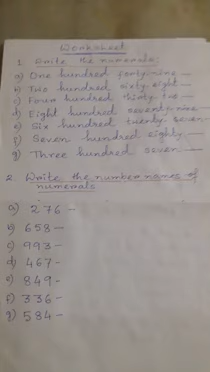 Worksheet
1. Write the numerals:
a) One hundred forty-nine —
b) Two hundred sixty-eight —
c) Four hundred thirty-two —
d) Eight hundred seventy-nine —
e) Six hundred twenty-seven —
f) Seven hundred eighty —
g) Three hundred seven —
2. Write the number names of
numerals
a) 276 —
b) 658 —
c) 993 —
d) 467 —
e) 849 —
f) 336 —
g) 584 —